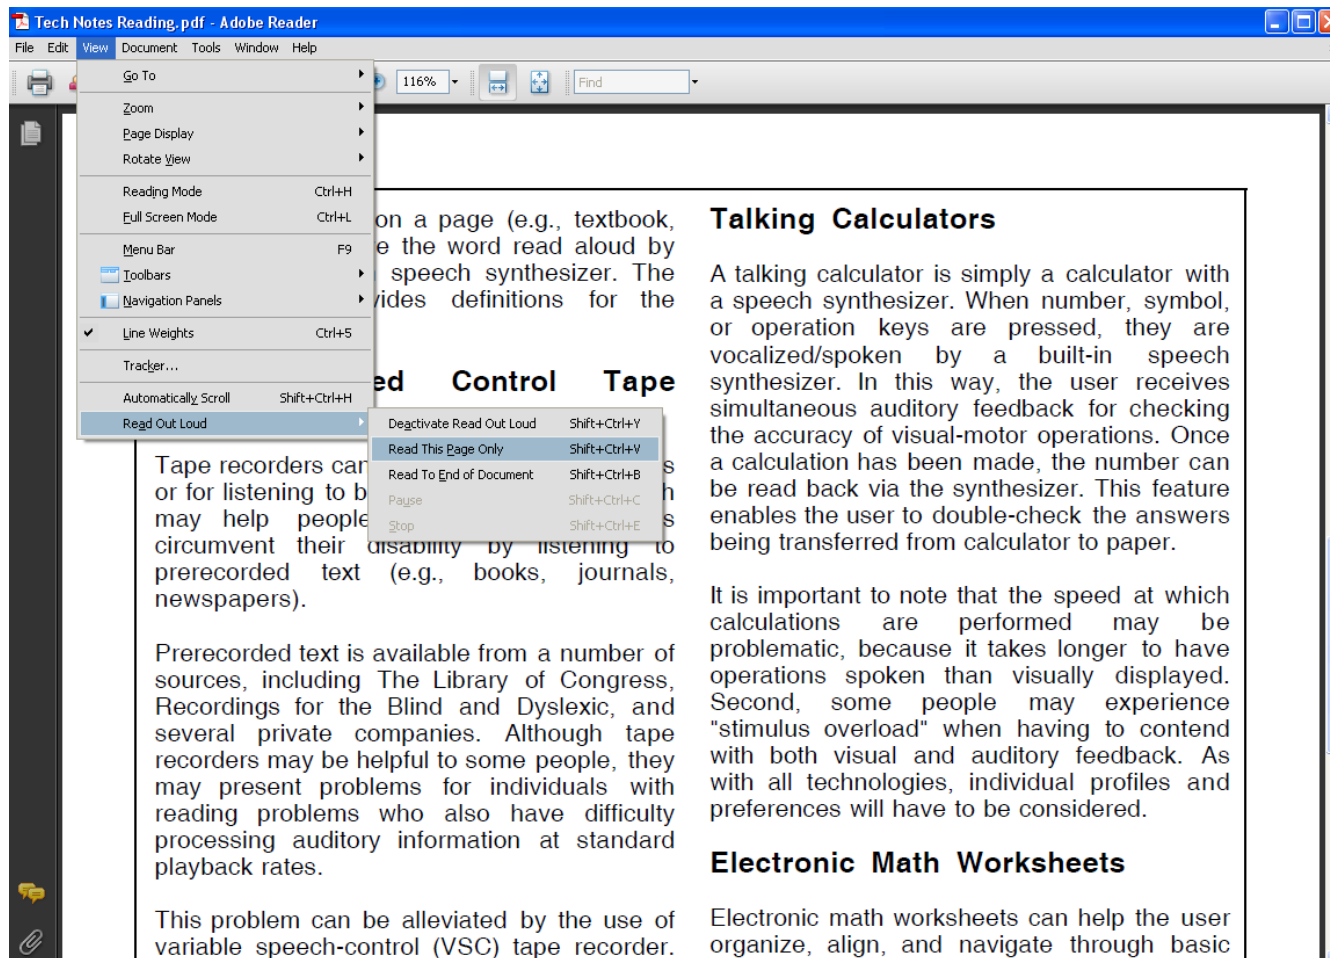 Tech Notes Reading.pdf - Adobe Reader
File Edit View Document Tools Window Help
116%
Find
Go To
Zoom
Page Display
Rotate View
Reading Mode Ctrl+H
Full Screen Mode Ctrl+L
Menu Bar F9
Toolbars
Navigation Panels
Line Weights Ctrl+5
Tracker...
Automatically Scroll Shift+Ctrl+H
Read Out Loud
Deactivate Read Out Loud Shift+Ctrl+Y
Read This Page Only Shift+Ctrl+V
Read To End of Document Shift+Ctrl+B
Pause Shift+Ctrl+C
Stop Shift+Ctrl+E
on a page (e.g., textbook,
the word read aloud by
speech synthesizer. The
definitions for the
Control Tape
Tape recorders can
or for listening to
may help people
circumvent their disability by listening to
prerecorded text (e.g., books, journals,
newspapers).
Prerecorded text is available from a number of
sources, including The Library of Congress,
Recordings for the Blind and Dyslexic, and
several private companies. Although tape
recorders may be helpful to some people, they
may present problems for individuals with
reading problems who also have difficulty
processing auditory information at standard
playback rates.
This problem can be alleviated by the use of
variable speech-control (VSC) tape recorder.
Talking Calculators
A talking calculator is simply a calculator with
a speech synthesizer. When number, symbol,
or operation keys are pressed, they are
vocalized/spoken by a built-in speech
synthesizer. In this way, the user receives
simultaneous auditory feedback for checking
the accuracy of visual-motor operations. Once
a calculation has been made, the number can
be read back via the synthesizer. This feature
enables the user to double-check the answers
being transferred from calculator to paper.
It is important to note that the speed at which
calculations are performed may be
problematic, because it takes longer to have
operations spoken than visually displayed.
Second, some people may experience
"stimulus overload" when having to contend
with both visual and auditory feedback. As
with all technologies, individual profiles and
preferences will have to be considered.
Electronic Math Worksheets
Electronic math worksheets can help the user
organize, align, and navigate through basic